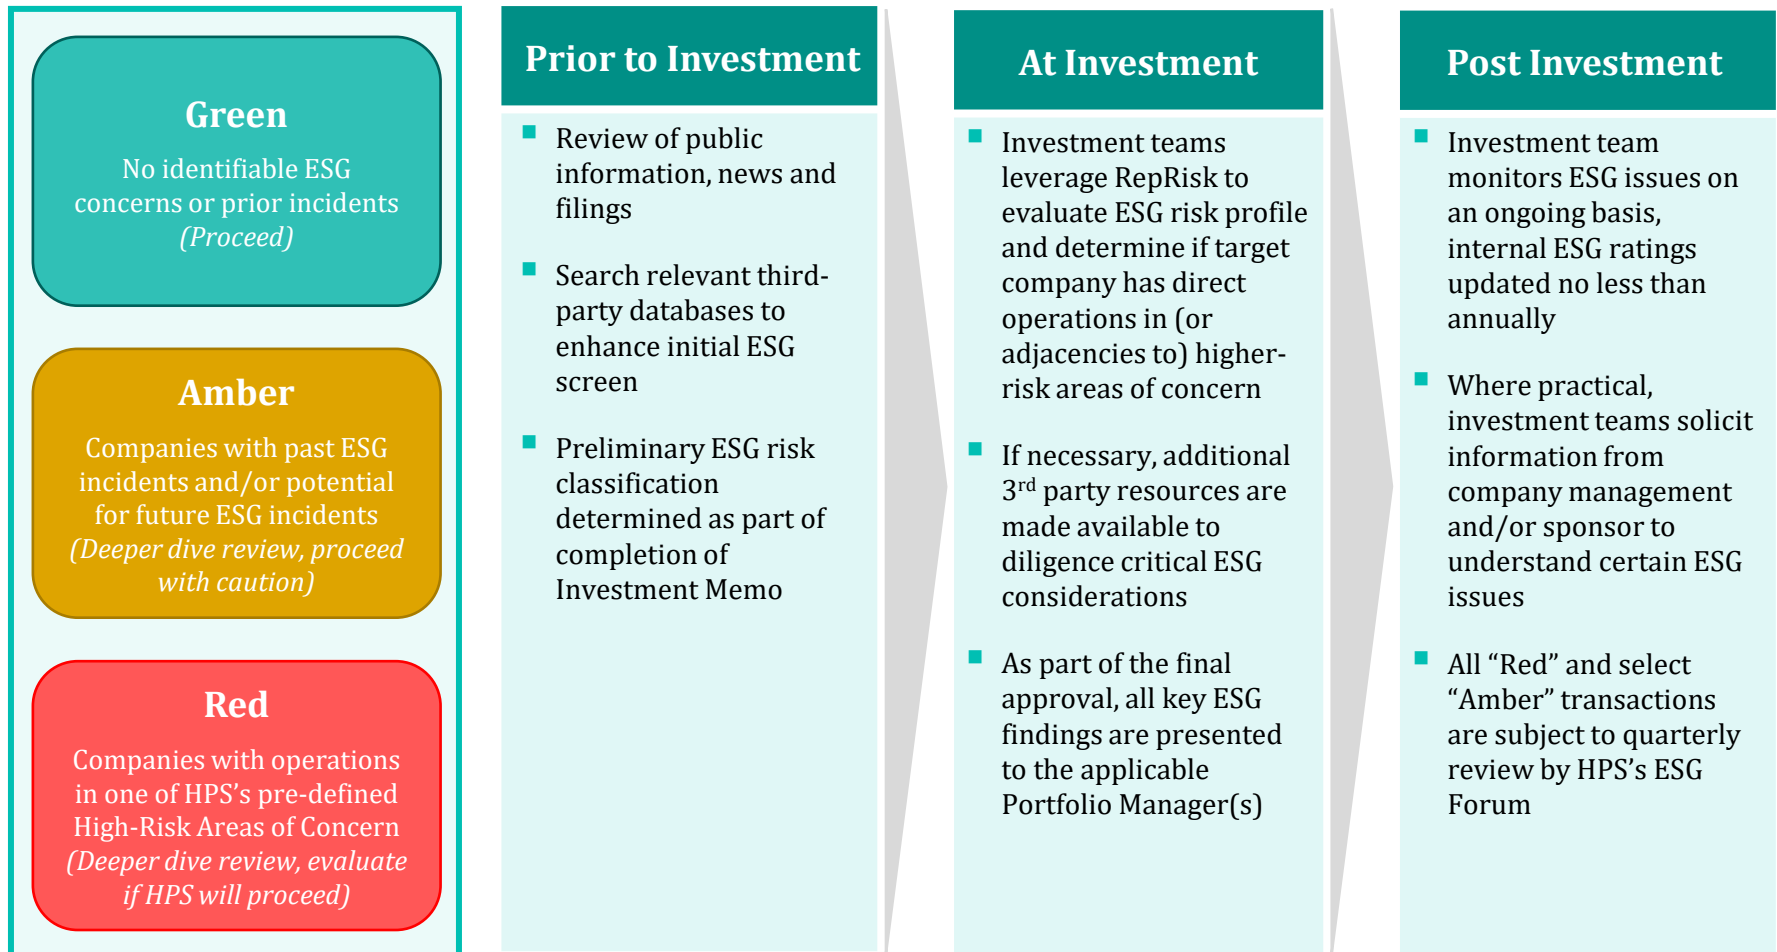 Green
No identifiable ESG
concerns or prior incidents
(Proceed)
Amber
Companies with past ESG
incidents and/or potential
for future ESG incidents
(Deeper dive review, proceed
with caution)
Red
Companies with operations
in one of HPS’s pre-defined
High-Risk Areas of Concern
(Deeper dive review, evaluate
if HPS will proceed)
Prior to Investment
▪ Review of public
information, news and
filings
▪ Search relevant third-
party databases to
enhance initial ESG
screen
▪ Preliminary ESG risk
classification
determined as part of
completion of
Investment Memo
At Investment
▪ Investment teams
leverage RepRisk to
evaluate ESG risk profile
and determine if target
company has direct
operations in (or
adjacencies to) higher-
risk areas of concern
▪ If necessary, additional
3rd party resources are
made available to
diligence critical ESG
considerations
▪ As part of the final
approval, all key ESG
findings are presented
to the applicable
Portfolio Manager(s)
Post Investment
▪ Investment team
monitors ESG issues on
an ongoing basis,
internal ESG ratings
updated no less than
annually
▪ Where practical,
investment teams solicit
information from
company management
and/or sponsor to
understand certain ESG
issues
▪ All “Red” and select
“Amber” transactions
are subject to quarterly
review by HPS’s ESG
Forum